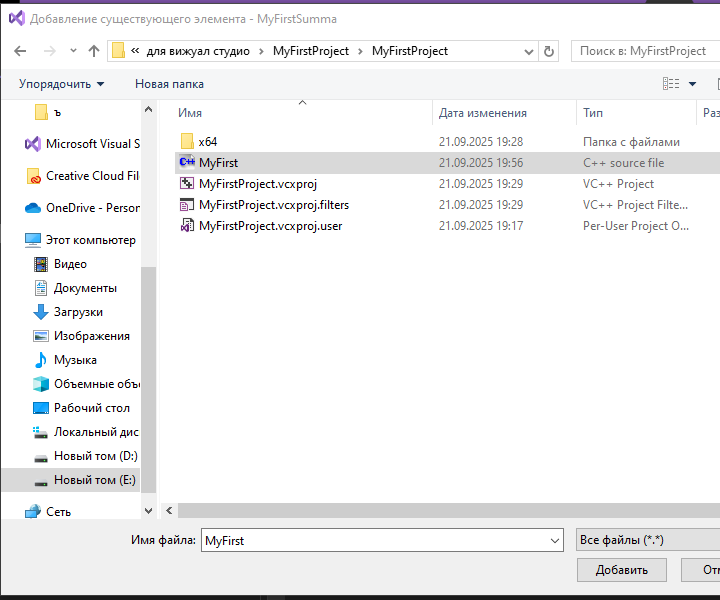 Добавление существующего элемента - MyFirstSumma
« для вижуал студио > MyFirstProject > MyFirstProject
Поиск в: MyFirstProject
Упорядочить
Новая папка
Имя
Дата изменения
Тип
Раз
ъ
Microsoft Visual S
Creative Cloud Fil
OneDrive - Person
Этот компьютер
Видео
Документы
Загрузки
Изображения
Музыка
Объемные объе
Рабочий стол
Локальный дис
Новый том (D:)
Новый том (E:)
Сеть
x64 21.09.2025 19:28 Папка с файлами
C++ MyFirst 21.09.2025 19:56 C++ source file
MyFirstProject.vcxproj 21.09.2025 19:29 VC++ Project
MyFirstProject.vcxproj.filters 21.09.2025 19:29 VC++ Project Filte...
MyFirstProject.vcxproj.user 21.09.2025 19:17 Per-User Project O...
Имя файла: MyFirst
Все файлы (*.*)
Добавить
Отм